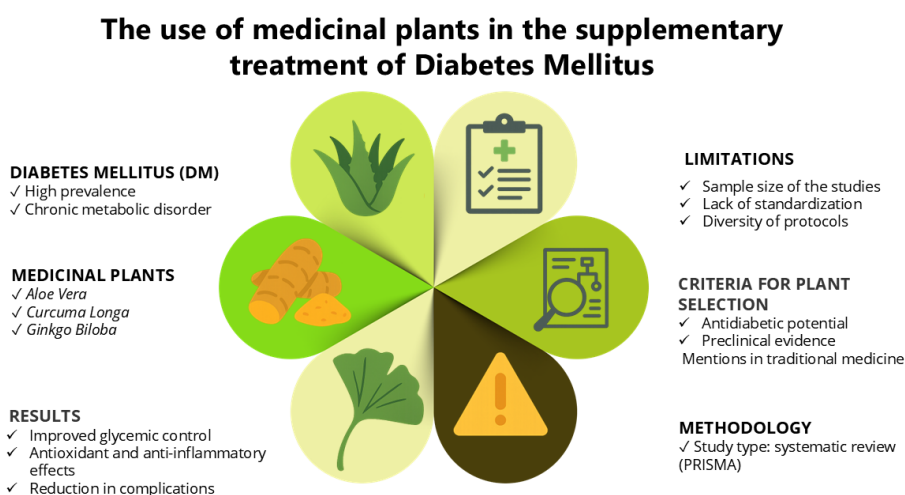 The use of medicinal plants in the supplementary
treatment of Diabetes Mellitus
DIABETES MELLITUS (DM)
✓ High prevalence
✓ Chronic metabolic disorder
MEDICINAL PLANTS
✓ Aloe Vera
✓ Curcuma Longa
✓ Ginkgo Biloba
RESULTS
✓ Improved glycemic control
✓ Antioxidant and anti-inflammatory
effects
✓ Reduction in complications
LIMITATIONS
✓ Sample size of the studies
✓ Lack of standardization
✓ Diversity of protocols
CRITERIA FOR PLANT
SELECTION
✓ Antidiabetic potential
✓ Preclinical evidence
Mentions in traditional medicine
METHODOLOGY
✓ Study type: systematic review
(PRISMA)